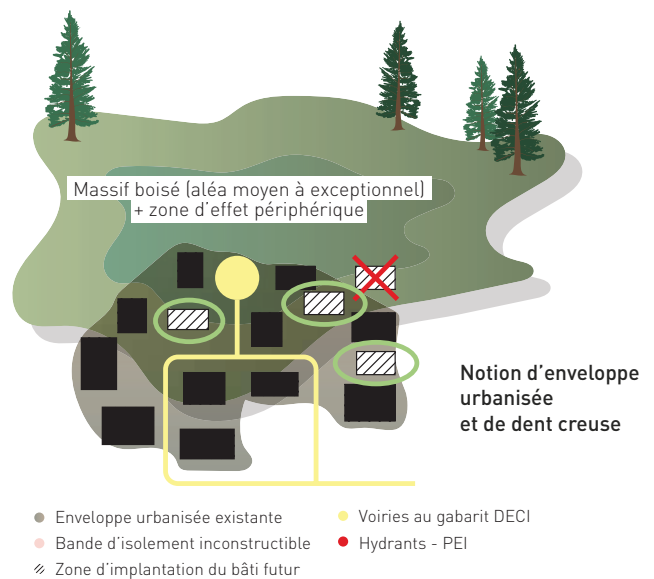 Massif boisé (aléa moyen à exceptionnel)
+ zone d'effet périphérique
Notion d'enveloppe
urbanisée
et de dent creuse
Enveloppe urbanisée existante
Bande d'isolement inconstructible
Zone d'implantation du bâti futur
Voiries au gabarit DECI
Hydrants - PEI